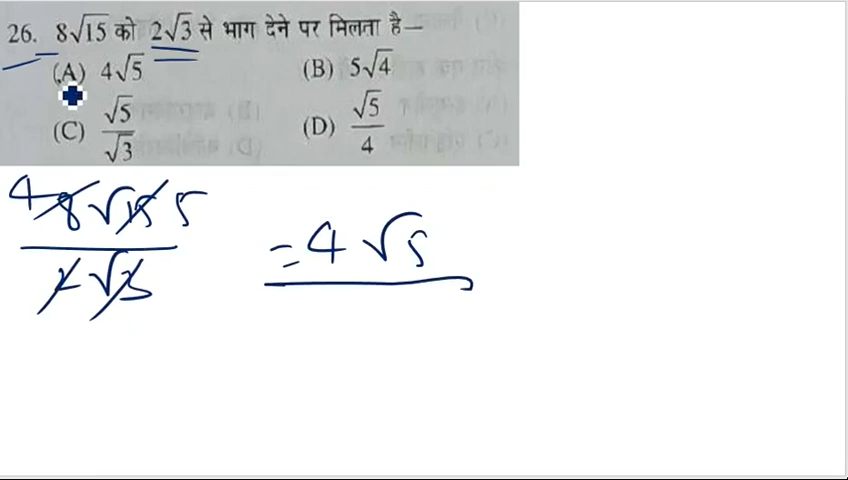 26. 8√15 को 2√3 से भाग देने पर मिलता है—
(A) 4√5 (B) 5√4
(C) √5/√3 (D) √5/4
4 8√15 5
2√3
= 4√5